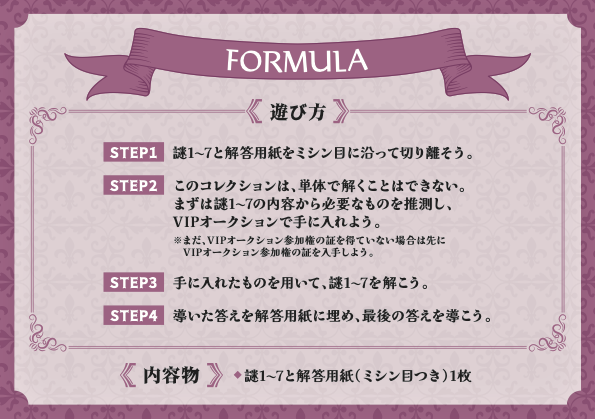 FORMULA
《 遊び方 》
STEP1 謎1~7と解答用紙をミシン目に沿って切り離そう。
STEP2 このコレクションは、単体で解くことはできない。
まずは謎1~7の内容から必要なものを推測し、
VIPオークションで手に入れよう。
※まだ、VIPオークション参加権の証を得ていない場合は先に
VIPオークション参加権の証を入手しよう。
STEP3 手に入れたものを用いて、謎1~7を解こう。
STEP4 導いた答えを解答用紙に埋め、最後の答えを導こう。
《 内容物 》 ◆謎1~7と解答用紙(ミシン目つき)1枚